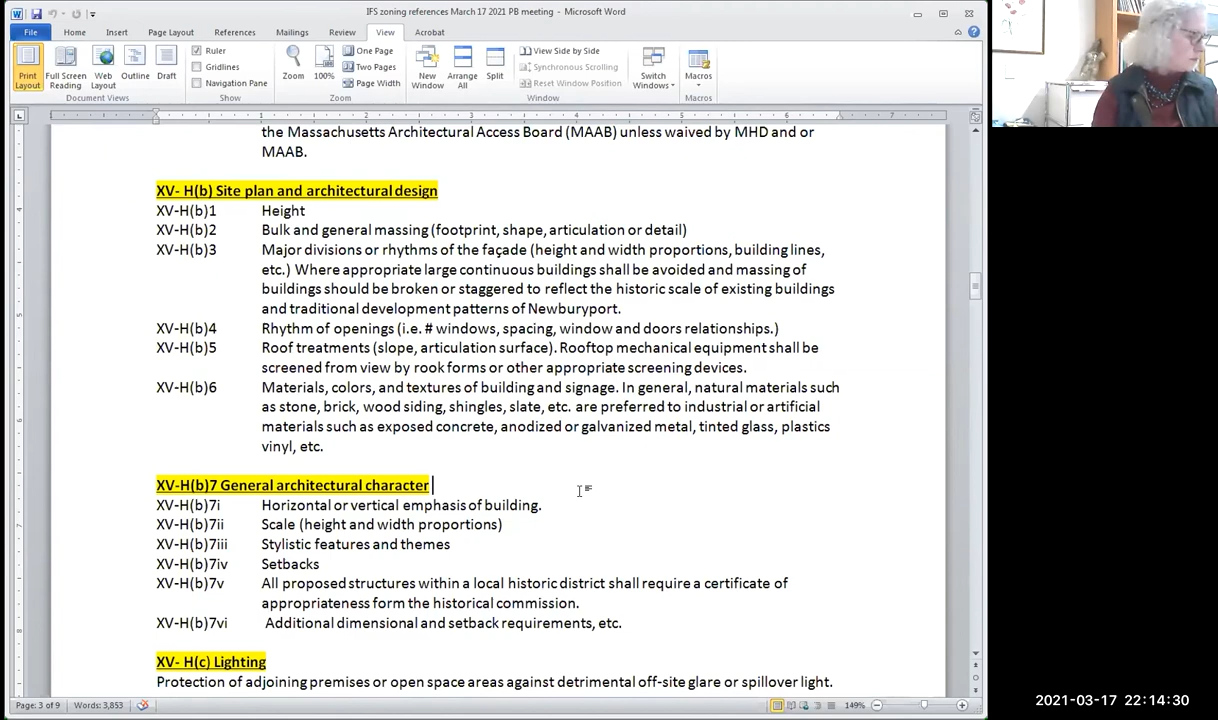 IFS zoning references March 17 2021 PB meeting - Microsoft Word
File Home Insert Page Layout References Mailings Review View Acrobat
Print Layout
Full Screen Reading
Web Layout
Outline
Draft
Document Views
Ruler
Gridlines
Navigation Pane
Show
Zoom
100%
One Page
Two Pages
Page Width
Zoom
New Window
Arrange All
Split
View Side by Side
Synchronous Scrolling
Reset Window Position
Window
Switch Windows
Macros
Macros
1 2 3 4 5 6 7
the Massachusetts Architectural Access Board (MAAB) unless waived by MHD and or
MAAB.
XV- H(b) Site plan and architectural design
XV-H(b)1 Height
XV-H(b)2 Bulk and general massing (footprint, shape, articulation or detail)
XV-H(b)3 Major divisions or rhythms of the façade (height and width proportions, building lines,
etc.) Where appropriate large continuous buildings shall be avoided and massing of
buildings should be broken or staggered to reflect the historic scale of existing buildings
and traditional development patterns of Newburyport.
XV-H(b)4 Rhythm of openings (i.e. # windows, spacing, window and doors relationships.)
XV-H(b)5 Roof treatments (slope, articulation surface). Rooftop mechanical equipment shall be
screened from view by rook forms or other appropriate screening devices.
XV-H(b)6 Materials, colors, and textures of building and signage. In general, natural materials such
as stone, brick, wood siding, shingles, slate, etc. are preferred to industrial or artificial
materials such as exposed concrete, anodized or galvanized metal, tinted glass, plastics
vinyl, etc.
XV-H(b)7 General architectural character
XV-H(b)7i Horizontal or vertical emphasis of building.
XV-H(b)7ii Scale (height and width proportions)
XV-H(b)7iii Stylistic features and themes
XV-H(b)7iv Setbacks
XV-H(b)7v All proposed structures within a local historic district shall require a certificate of
appropriateness form the historical commission.
XV-H(b)7vi Additional dimensional and setback requirements, etc.
XV- H(c) Lighting
Protection of adjoining premises or open space areas against detrimental off-site glare or spillover light.
Page: 3 of 9 Words: 3,853 149%
2021-03-17 22:14:30